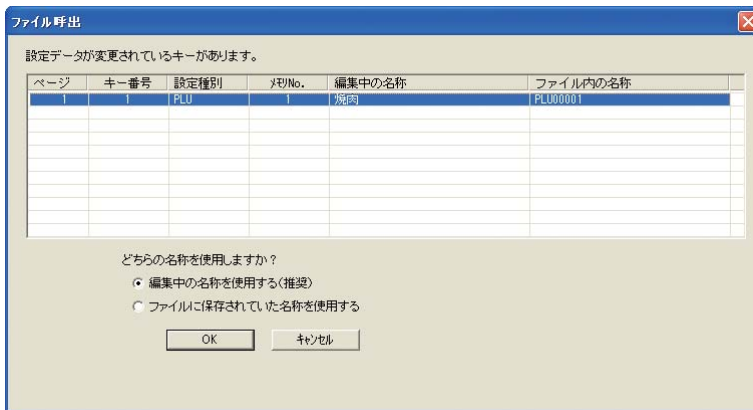 ファイル呼出
設定データが変更されているキーがあります。
ページ キー番号 設定種別 ﾒﾓﾘNo. 編集中の名称 ファイル内の名称
1 1 PLU 1 焼肉 PLU00001
どちらの名称を使用しますか？
編集中の名称を使用する(推奨)
ファイルに保存されていた名称を使用する
OK ｷｬﾝｾﾙ